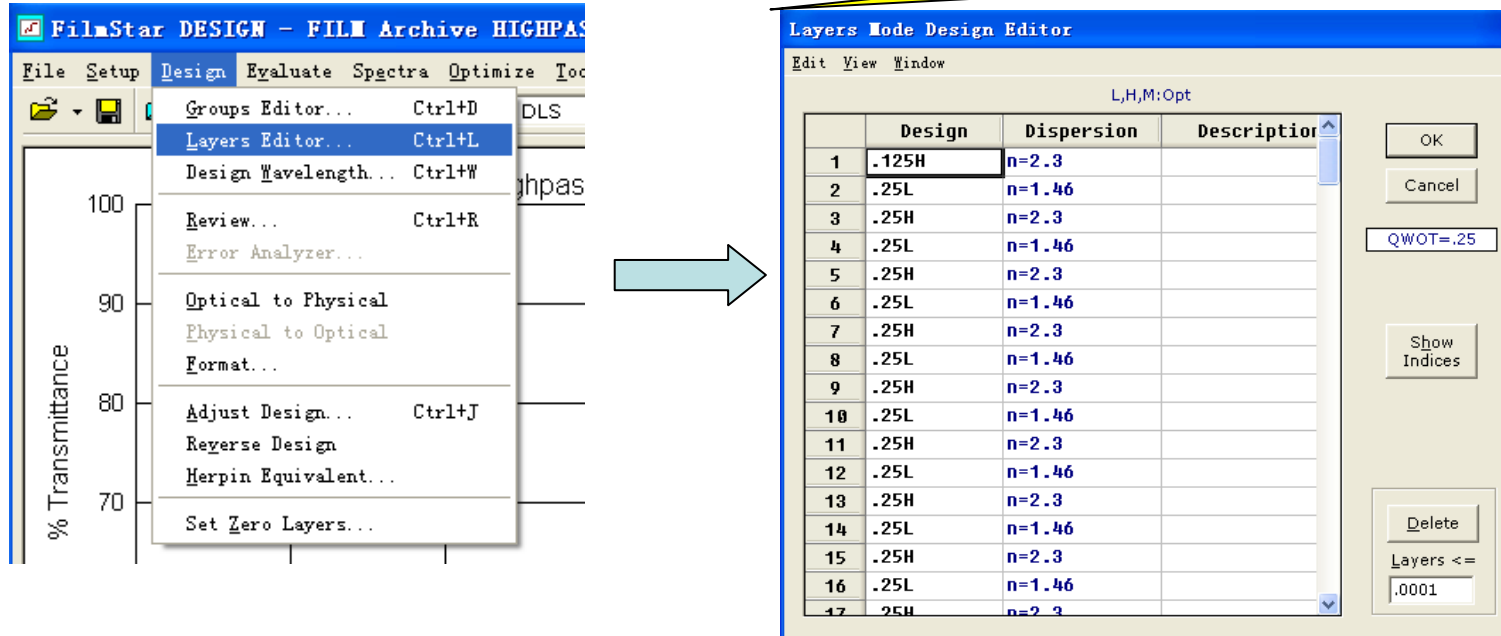 FilmStar DESIGN - FILM Archive HIGHPAS
File Setup Design Evaluate Spectra Optimize Too
DLS
Groups Editor... Ctrl+D
Layers Editor... Ctrl+L
Design Wavelength... Ctrl+W
Review... Ctrl+R
Error Analyzer...
Optical to Physical
Physical to Optical
Format...
Adjust Design... Ctrl+J
Reverse Design
Herpin Equivalent...
Set Zero Layers...
ghpas
100
90
80
70
% Transmittance
Layers Mode Design Editor
Edit View Window
L,H,M:Opt
Design Dispersion Description
1 .125H n=2.3
2 .25L n=1.46
3 .25H n=2.3
4 .25L n=1.46
5 .25H n=2.3
6 .25L n=1.46
7 .25H n=2.3
8 .25L n=1.46
9 .25H n=2.3
10 .25L n=1.46
11 .25H n=2.3
12 .25L n=1.46
13 .25H n=2.3
14 .25L n=1.46
15 .25H n=2.3
16 .25L n=1.46
17 .25H n=2.3
OK
Cancel
QWOT=.25
Show
Indices
Delete
Layers <=
.0001